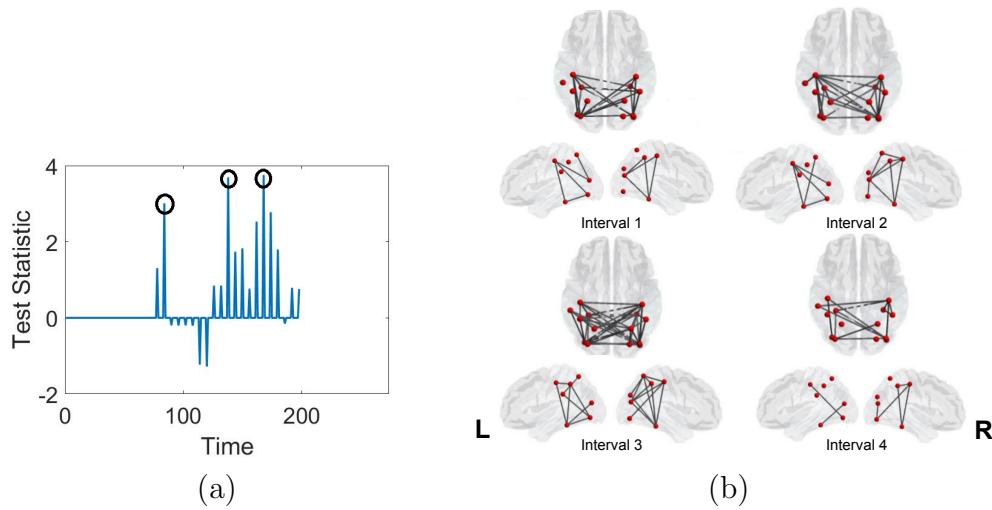 4
2
0
-2
Test Statistic
0
100
200
Time
(a)
Interval 1
Interval 2
Interval 3
Interval 4
L
R
(b)